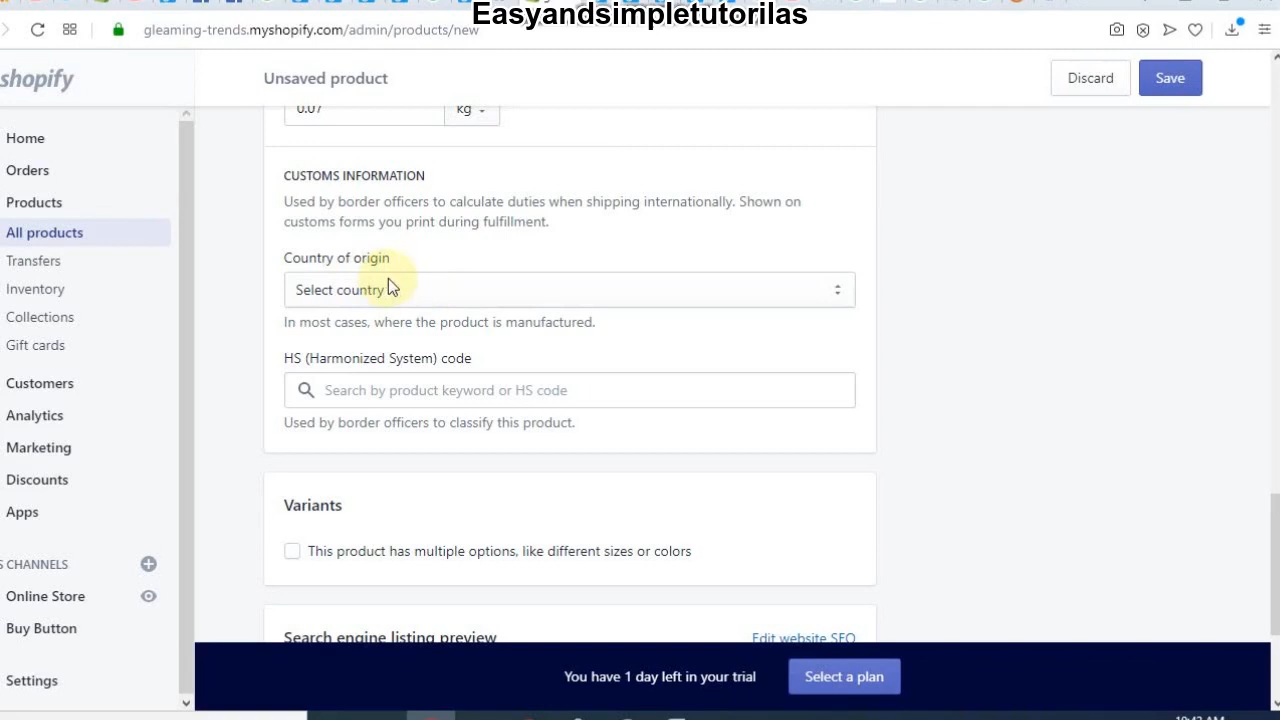 Easyandsimpletutorilas
gleaming-trends.myshopify.com/admin/products/new
shopify
Unsaved product
Discard
Save
Home
Orders
Products
All products
Transfers
Inventory
Collections
Gift cards
Customers
Analytics
Marketing
Discounts
Apps
S CHANNELS
Online Store
Buy Button
Settings
0.07
kg
CUSTOMS INFORMATION
Used by border officers to calculate duties when shipping internationally. Shown on
customs forms you print during fulfillment.
Country of origin
Select country
In most cases, where the product is manufactured.
HS (Harmonized System) code
Search by product keyword or HS code
Used by border officers to classify this product.
Variants
This product has multiple options, like different sizes or colors
Search engine listing preview
Edit website SEO
You have 1 day left in your trial
Select a plan